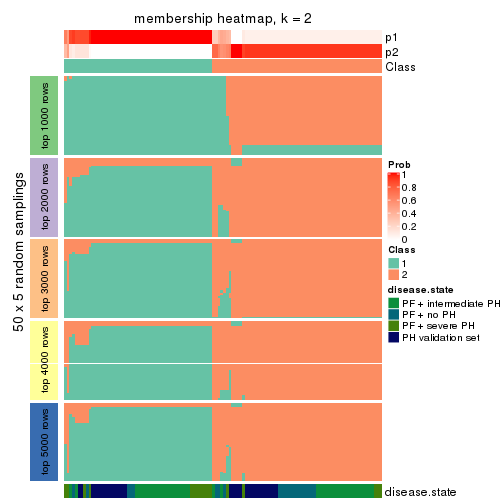 membership heatmap, k = 2
p1
p2
Class
50 x 5 random samplings
top 1000 rows
top 2000 rows
top 3000 rows
top 4000 rows
top 5000 rows
Prob
1
0.8
0.6
0.4
0.2
0
Class
1
2
disease.state
PF + intermediate PH
PF + no PH
PF + severe PH
PH validation set
disease.state